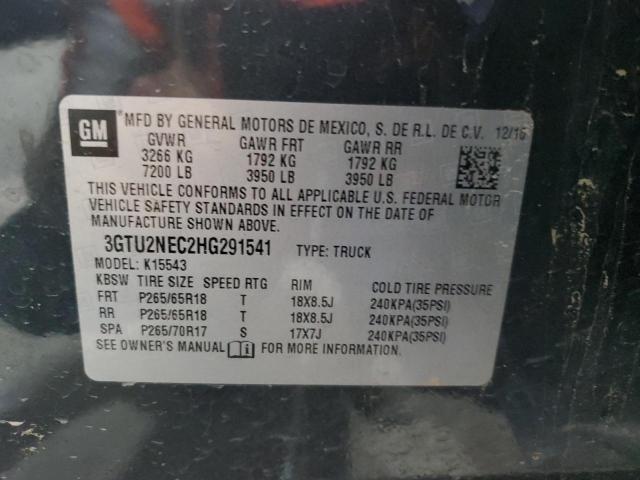 GM
*MFD BY GENERAL MOTORS DE MEXICO, S. DE R.L. DE C.V. 12/16
GVWR GAWR FRT GAWR RR
3266 KG 1792 KG 1792 KG
7200 LB 3950 LB 3950 LB
THIS VEHICLE CONFORMS TO ALL APPLICABLE U.S. FEDERAL MOTOR
VEHICLE SAFETY STANDARDS IN EFFECT ON THE DATE OF
MANUFACTURE SHOWN ABOVE.
3GTU2NEC2HG291541 TYPE: TRUCK
MODEL: K15543
KBSW TIRE SIZE SPEED RTG RIM COLD TIRE PRESSURE
FRT P265/65R18 T 18X8.5J 240KPA(35PSI)
RR P265/65R18 T 18X8.5J 240KPA(35PSI)
SPA P265/70R17 S 17X7J 240KPA(35PSI)
SEE OWNER'S MANUAL FOR MORE INFORMATION.